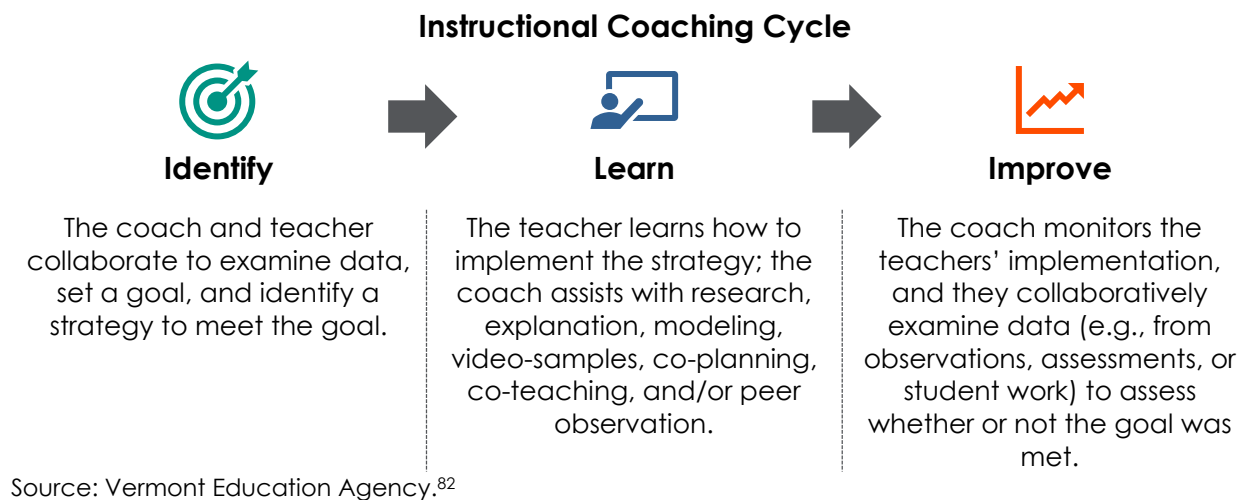 Instructional Coaching Cycle
Identify
The coach and teacher
collaborate to examine data,
set a goal, and identify a
strategy to meet the goal.
Learn
The teacher learns how to
implement the strategy; the
coach assists with research,
explanation, modeling,
video-samples, co-planning,
co-teaching, and/or peer
observation.
Improve
The coach monitors the
teachers’ implementation,
and they collaboratively
examine data (e.g., from
observations, assessments, or
student work) to assess
whether or not the goal was
met.
Source: Vermont Education Agency.⁸²